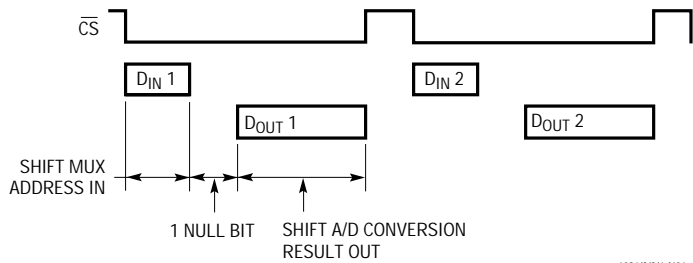 CS
DIN 1
DIN 2
DOUT 1
DOUT 2
SHIFT MUX
ADDRESS IN
1 NULL BIT
SHIFT A/D CONVERSION
RESULT OUT